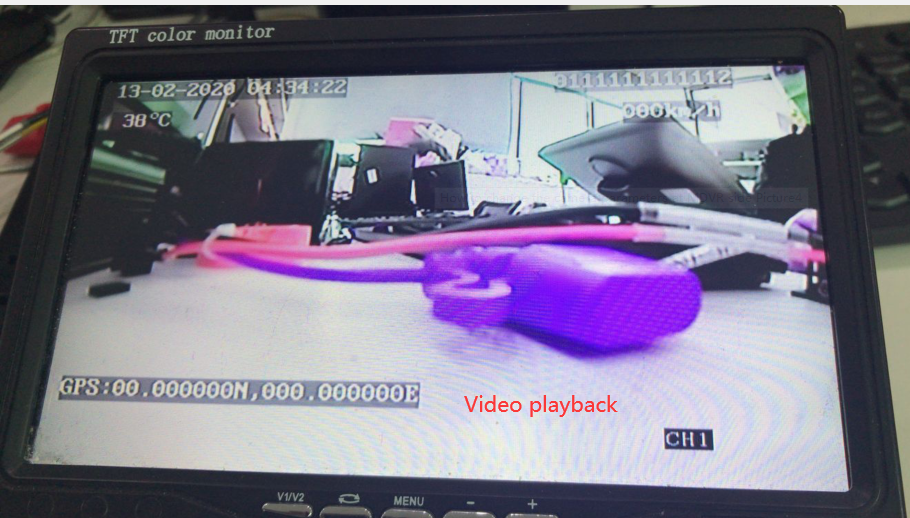 TFT color monitor
13-02-2020 04:34:22
011111111112
38°C
000km/h
GPS:00.000000N,000.000000E
Video playback
CH1
V1/V2
MENU
-
+